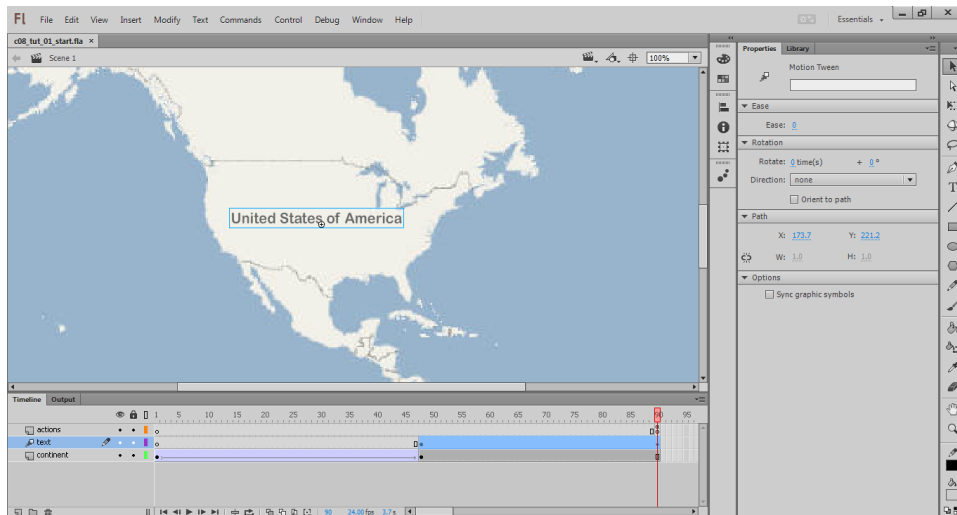 Fl File Edit View Insert Modify Text Commands Control Debug Window Help Essentials
c08_tut_01_start.fla ×
Scene 1 100%
United States of America
Properties Library
Motion Tween
Ease
Ease: 0
Rotation
Rotate: 0 time(s) + 0 °
Direction: none
Orient to path
Path
X: 173.7 Y: 221.2
W: 1.0 H: 1.0
Options
Sync graphic symbols
Timeline Output
1 5 10 15 20 25 30 35 40 45 50 55 60 65 70 75 80 85 90 95
actions
text
continent
90 24.00 fps 3.7 s